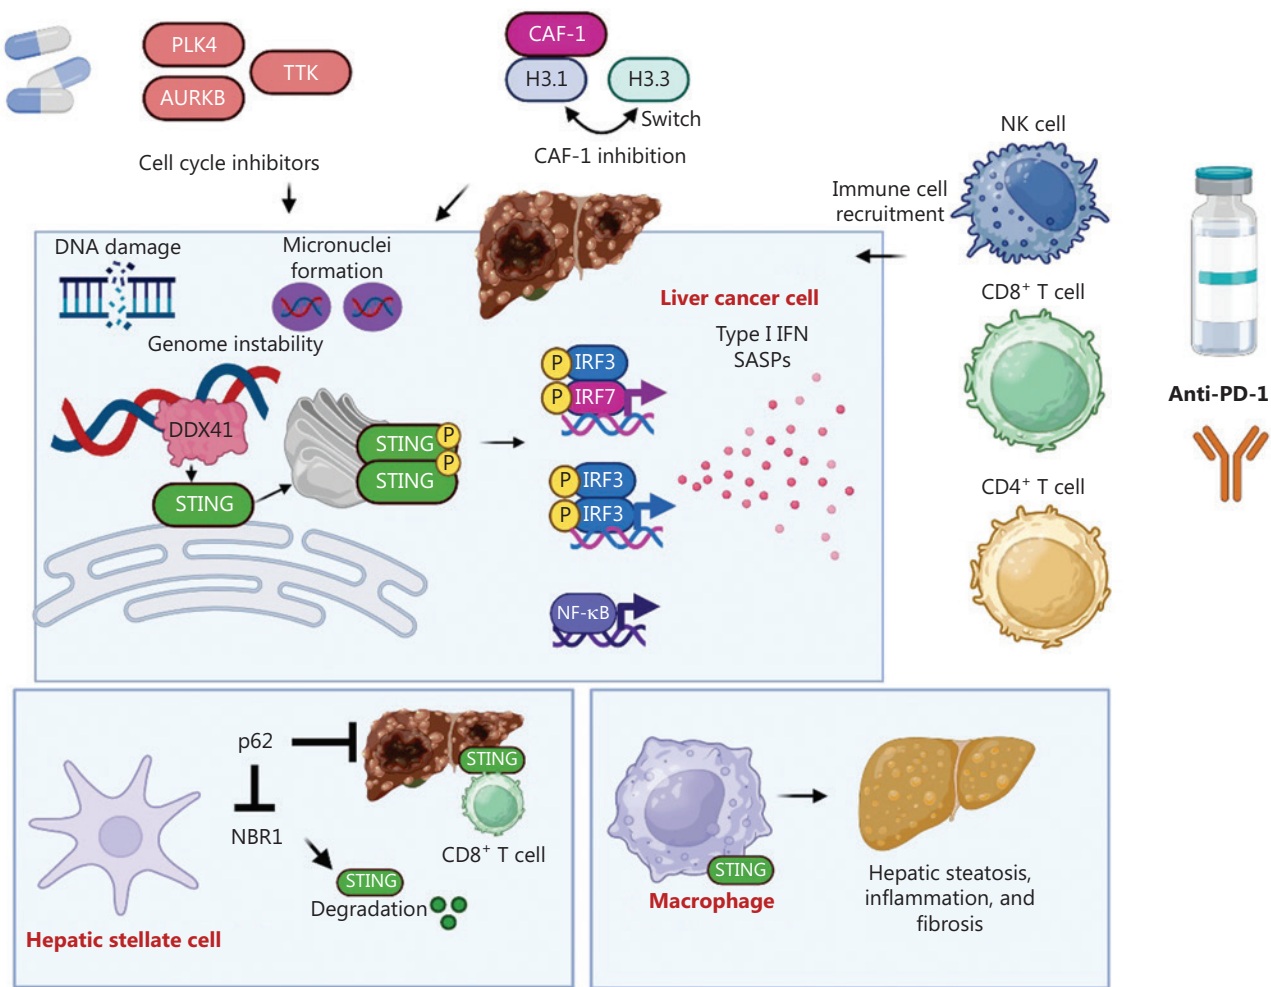 PLK4
TTK
AURKB
Cell cycle inhibitors
CAF-1
H3.1
H3.3
Switch
CAF-1 inhibition
NK cell
Immune cell
recruitment
DNA damage
Micronuclei
formation
Genome instability
Liver cancer cell
Type I IFN
SASPs
CD8⁺ T cell
Anti-PD-1
CD4⁺ T cell
DDX41
STING
STING
P
STING
P
P
IRF3
P
IRF7
P
IRF3
P
IRF3
NF-κB
p62
NBR1
STING
CD8⁺ T cell
STING
Degradation
Hepatic stellate cell
STING
Macrophage
Hepatic steatosis,
inflammation, and
fibrosis